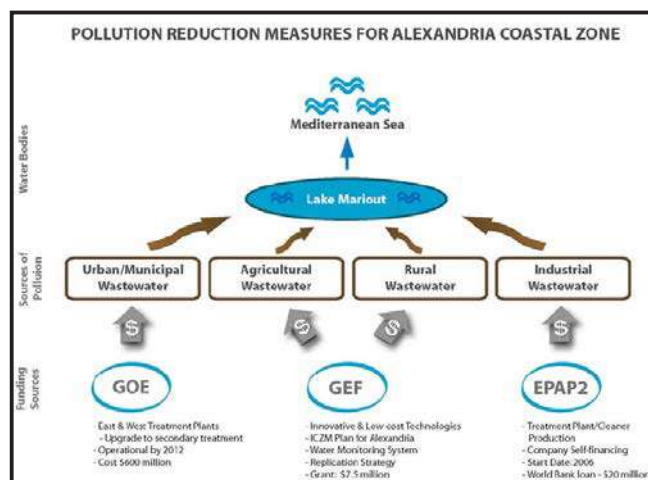 POLLUTION REDUCTION MEASURES FOR ALEXANDRIA COASTAL ZONE
Water Bodies
Mediterranean Sea
Lake Mariout
Sources of
Polluion
Urban/Municipal
Wastewater
Agricultural
Wastewater
Rural
Wastewater
Industrial
Wastewater
$
$
$
$
Funding
Sources
GOE
- East & West Treatment Plants
- Upgrade to secondary treatment
- Operational by 2012
- Cost $600 million
GEF
- Innovative & Low-cost Technologies
- ICZM Plan for Alexandria
- Water Monitoring System
- Replication Strategy
- Grant: $7.5 million
EPAP2
- Treatment Plant/Cleaner
Production
- Company Self-financing
- Start Date: 2006
- World Bank loan - $20 million